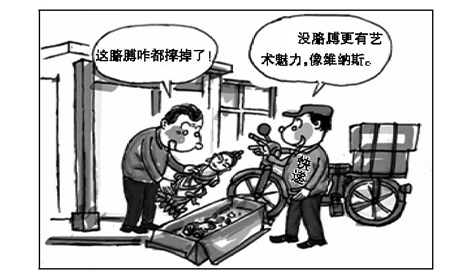 这胳膊咋都摔掉了！
没胳膊更有艺
术魅力，像维纳斯。
快递